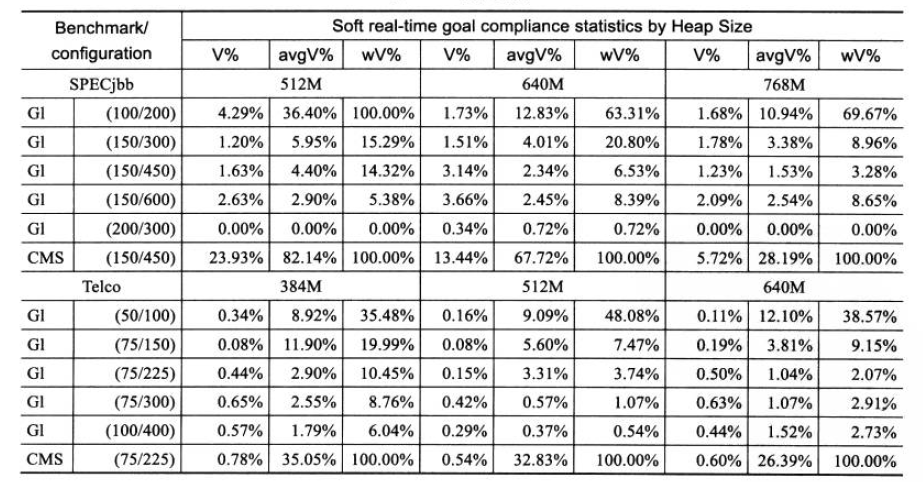 Benchmark/ configuration Soft real-time goal compliance statistics by Heap Size
V% avgV% wV% V% avgV% wV% V% avgV% wV%
SPECjbb 512M 640M 768M
Gl (100/200) 4.29% 36.40% 100.00% 1.73% 12.83% 63.31% 1.68% 10.94% 69.67%
Gl (150/300) 1.20% 5.95% 15.29% 1.51% 4.01% 20.80% 1.78% 3.38% 8.96%
Gl (150/450) 1.63% 4.40% 14.32% 3.14% 2.34% 6.53% 1.23% 1.53% 3.28%
Gl (150/600) 2.63% 2.90% 5.38% 3.66% 2.45% 8.39% 2.09% 2.54% 8.65%
Gl (200/300) 0.00% 0.00% 0.00% 0.34% 0.72% 0.72% 0.00% 0.00% 0.00%
CMS (150/450) 23.93% 82.14% 100.00% 13.44% 67.72% 100.00% 5.72% 28.19% 100.00%
Telco 384M 512M 640M
Gl (50/100) 0.34% 8.92% 35.48% 0.16% 9.09% 48.08% 0.11% 12.10% 38.57%
Gl (75/150) 0.08% 11.90% 19.99% 0.08% 5.60% 7.47% 0.19% 3.81% 9.15%
Gl (75/225) 0.44% 2.90% 10.45% 0.15% 3.31% 3.74% 0.50% 1.04% 2.07%
Gl (75/300) 0.65% 2.55% 8.76% 0.42% 0.57% 1.07% 0.63% 1.07% 2.91%
Gl (100/400) 0.57% 1.79% 6.04% 0.29% 0.37% 0.54% 0.44% 1.52% 2.73%
CMS (75/225) 0.78% 35.05% 100.00% 0.54% 32.83% 100.00% 0.60% 26.39% 100.00%